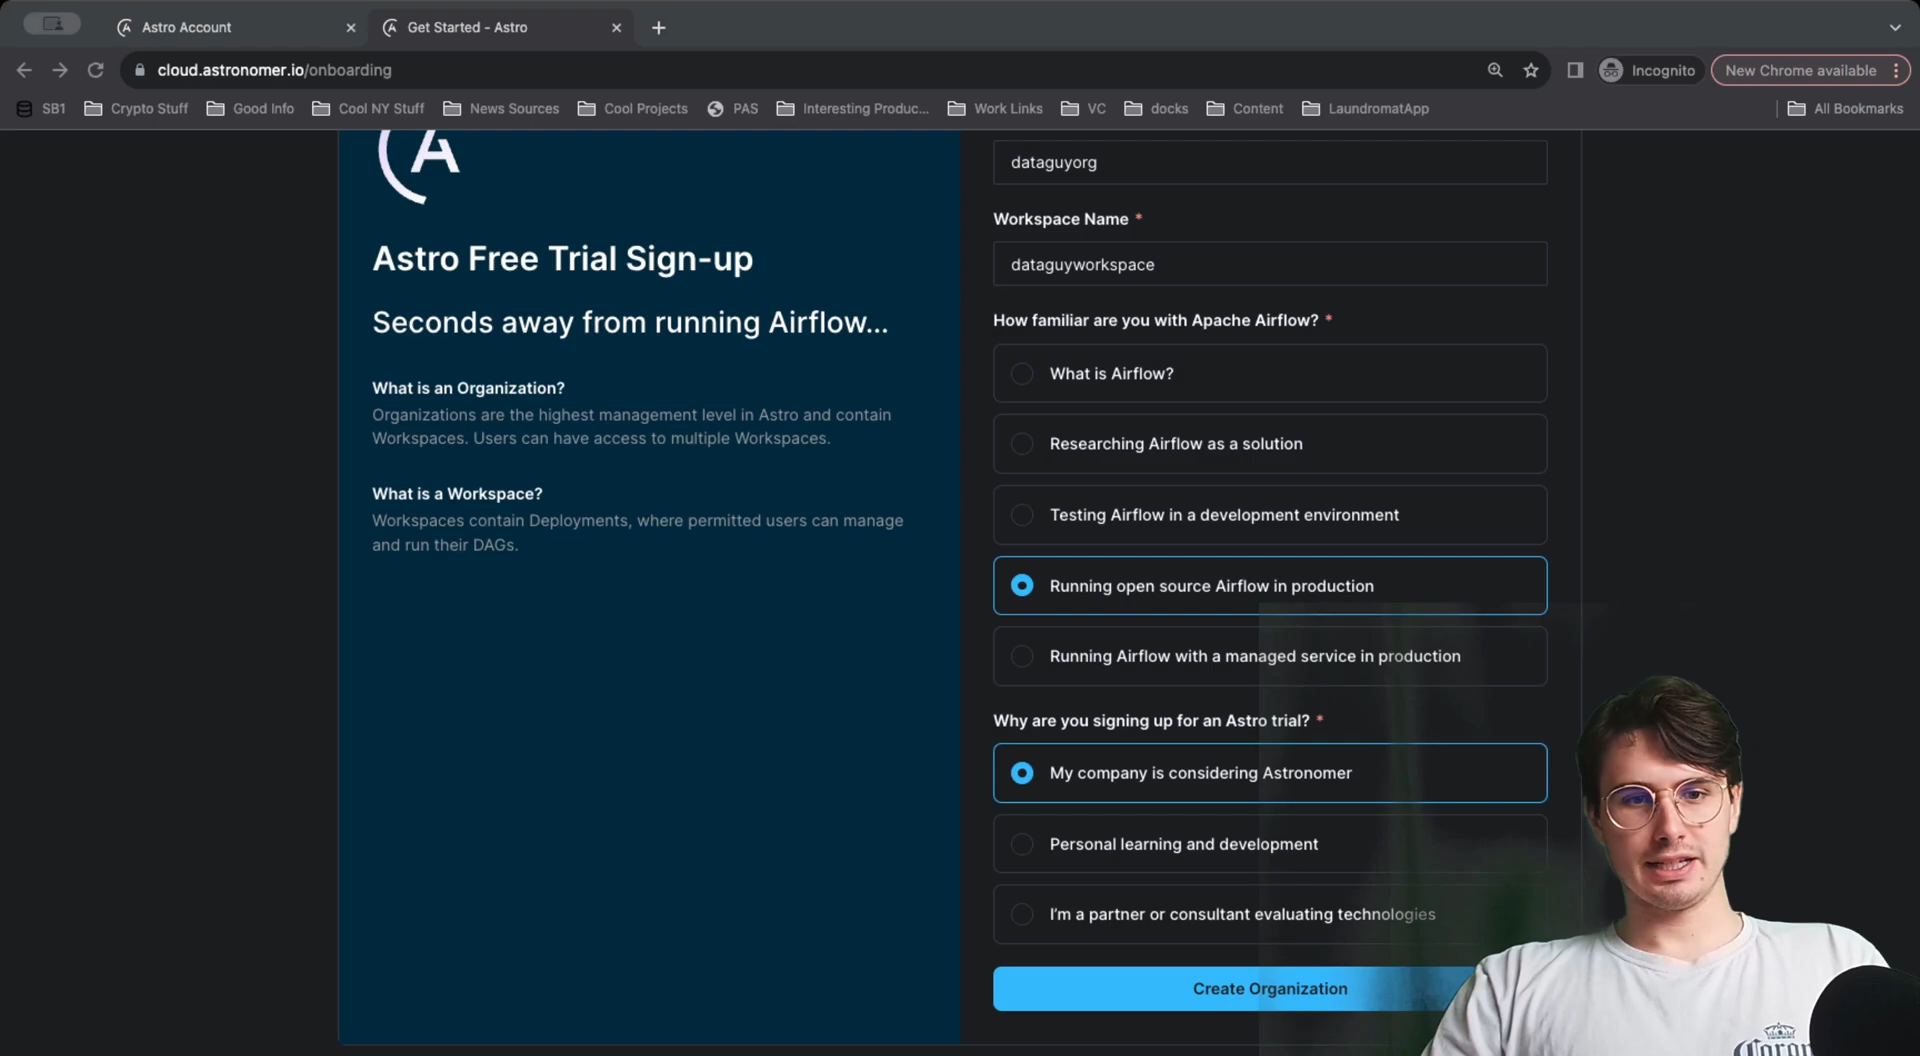 Astro Account
Get Started - Astro
cloud.astronomer.io/onboarding
Incognito
New Chrome available
SB1
Crypto Stuff
Good Info
Cool NY Stuff
News Sources
Cool Projects
PAS
Interesting Produc...
Work Links
VC
docks
Content
LaundromatApp
All Bookmarks
A
Astro Free Trial Sign-up
Seconds away from running Airflow...
What is an Organization?
Organizations are the highest management level in Astro and contain
Workspaces. Users can have access to multiple Workspaces.
What is a Workspace?
Workspaces contain Deployments, where permitted users can manage
and run their DAGs.
dataguyorg
Workspace Name *
dataguyworkspace
How familiar are you with Apache Airflow? *
What is Airflow?
Researching Airflow as a solution
Testing Airflow in a development environment
Running open source Airflow in production
Running Airflow with a managed service in production
Why are you signing up for an Astro trial? *
My company is considering Astronomer
Personal learning and development
I'm a partner or consultant evaluating technologies
Create Organization